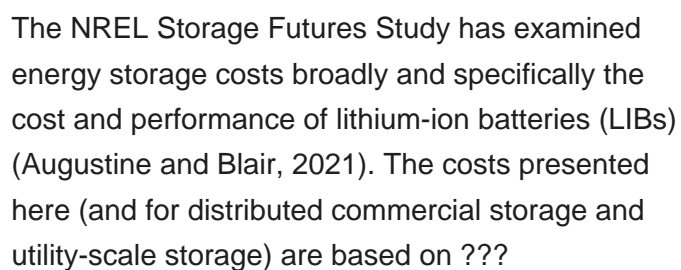 The NREL Storage Futures Study has examined
energy storage costs broadly and specifically the
cost and performance of lithium-ion batteries (LIBs)
(Augustine and Blair, 2021). The costs presented
here (and for distributed commercial storage and
utility-scale storage) are based on ???